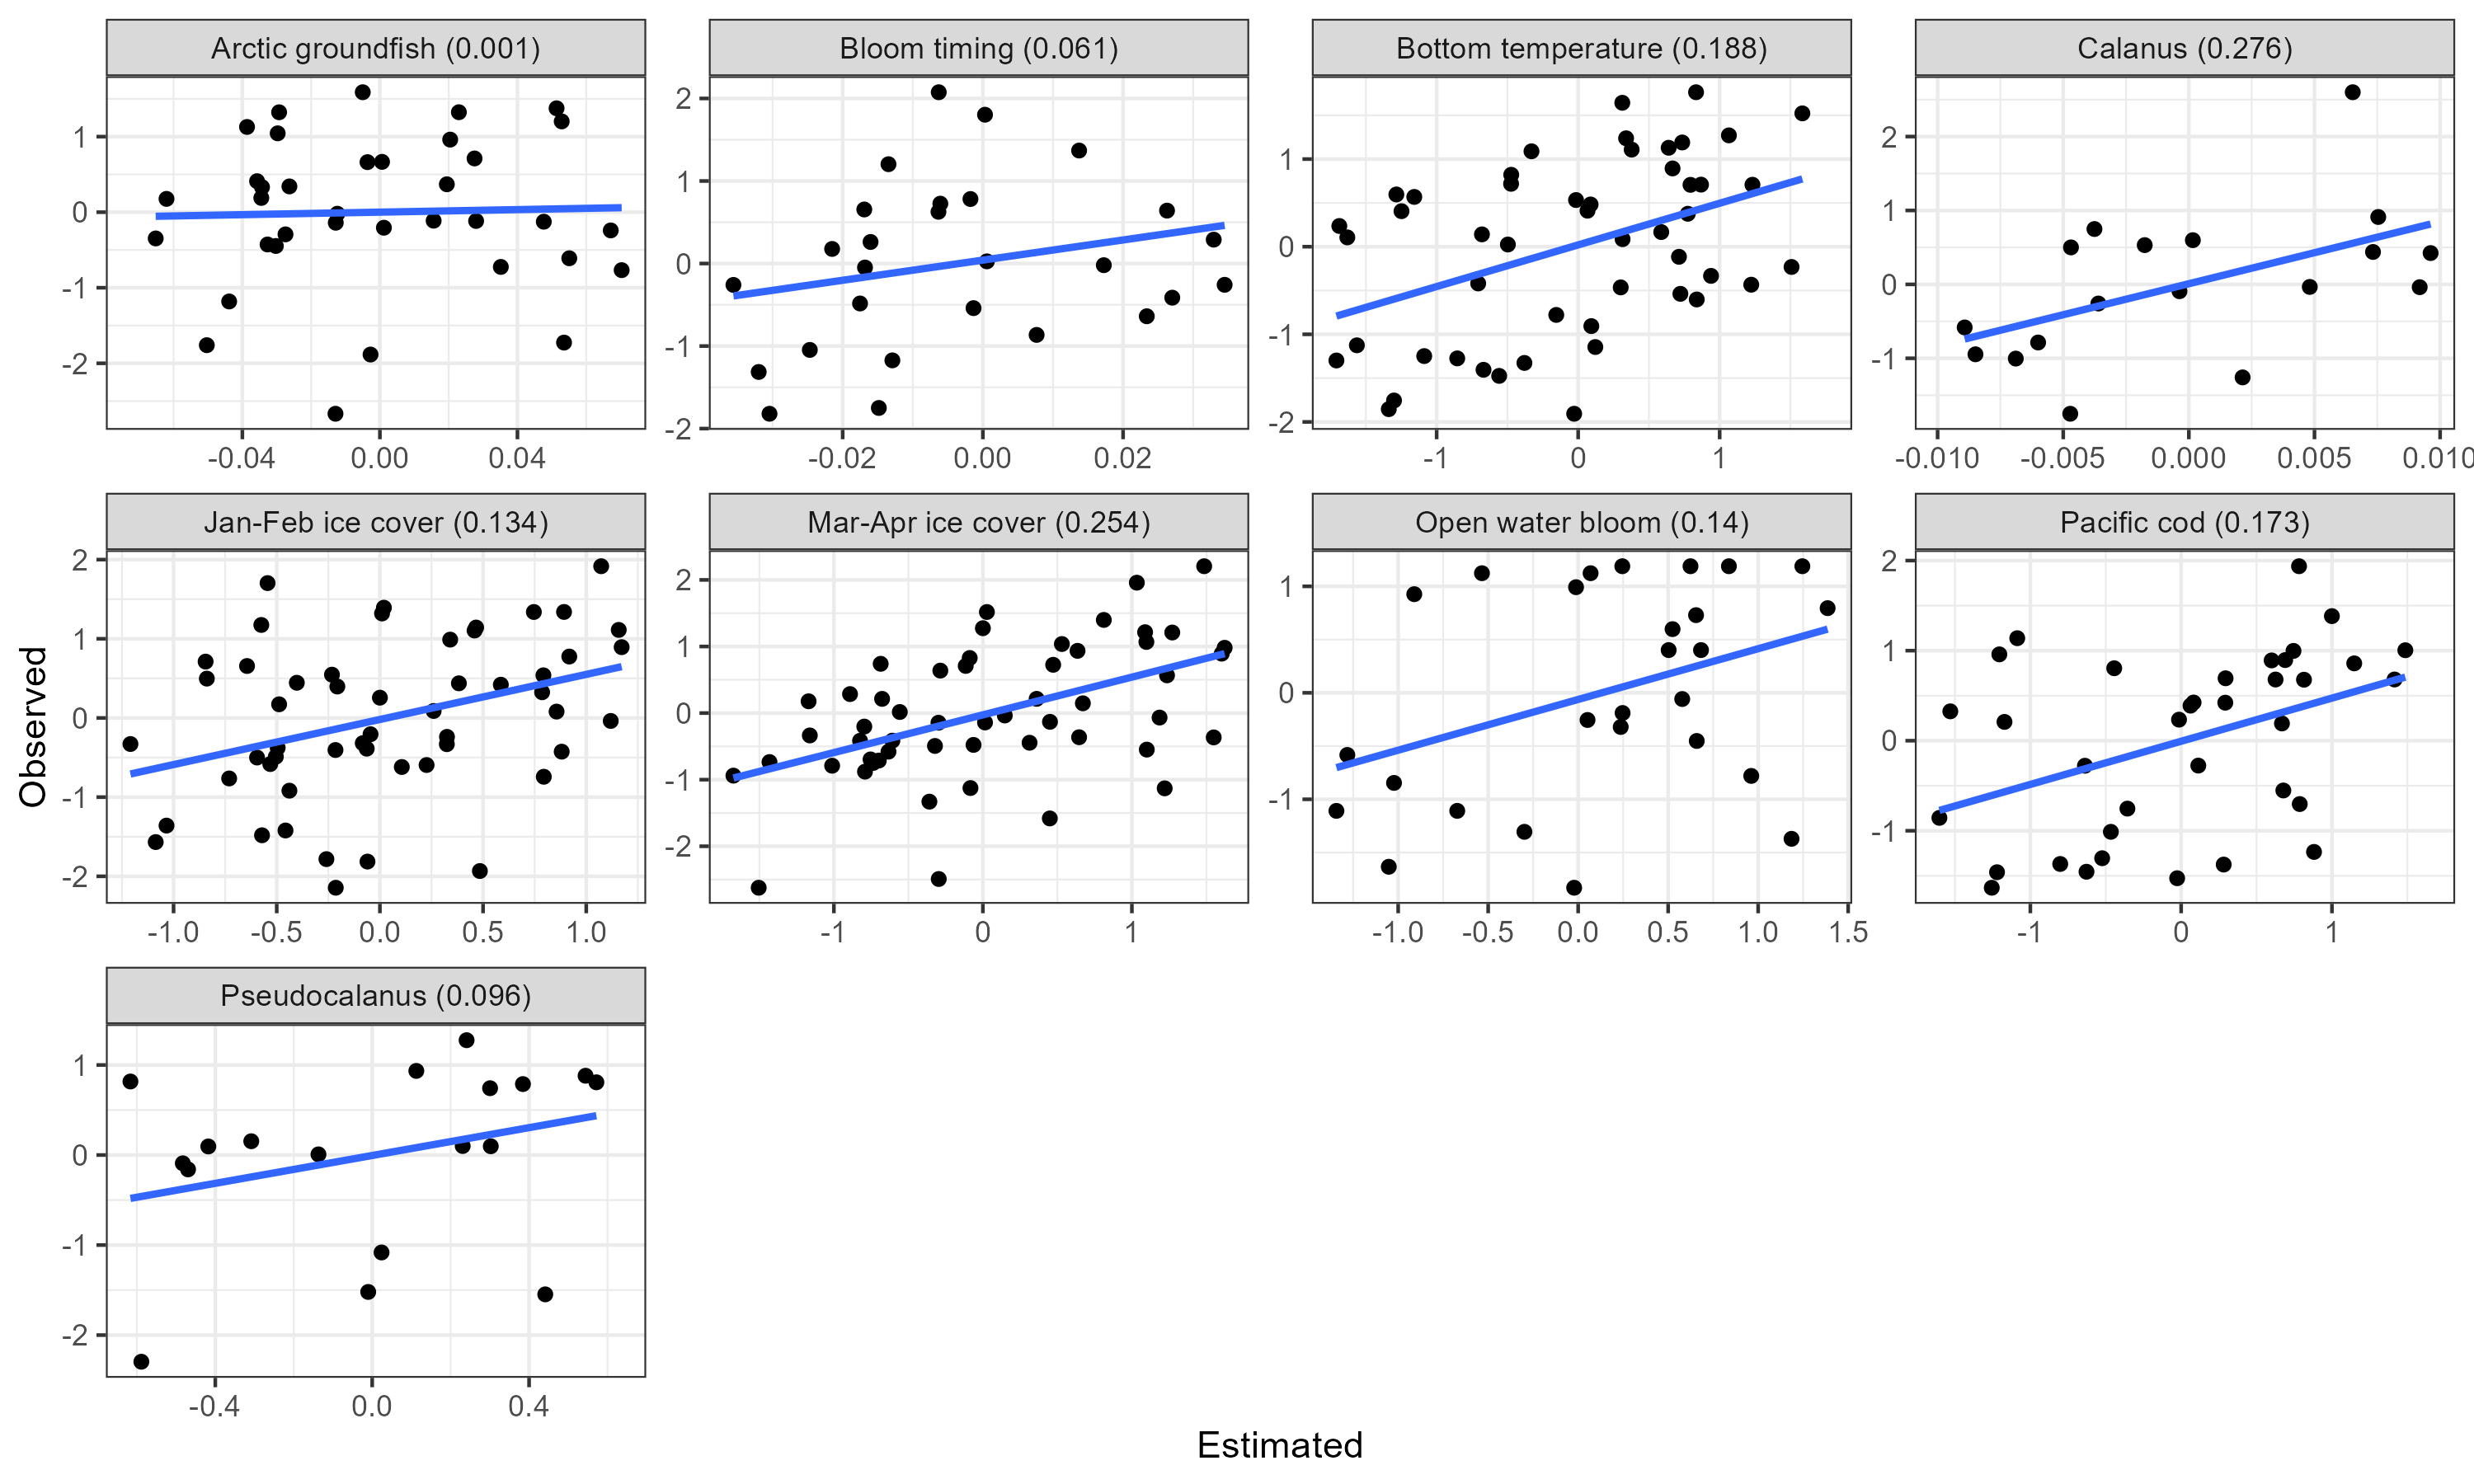 Arctic groundfish (0.001)
Bloom timing (0.061)
Bottom temperature (0.188)
Calanus (0.276)
1
0
-1
-2
-0.04 0.00 0.04
2
1
0
-1
-2
-0.02 0.00 0.02
1
0
-1
-2
-1 0 1
2
1
0
-1
-0.010 -0.005 0.000 0.005 0.010
Jan-Feb ice cover (0.134)
Mar-Apr ice cover (0.254)
Open water bloom (0.14)
Pacific cod (0.173)
2
1
0
-1
-2
-1.0 -0.5 0.0 0.5 1.0
2
1
0
-1
-2
-1 0 1
1
0
-1
-1.0 -0.5 0.0 0.5 1.0 1.5
2
1
0
-1
-1 0 1
Observed
Pseudocalanus (0.096)
1
0
-1
-2
-0.4 0.0 0.4
Estimated